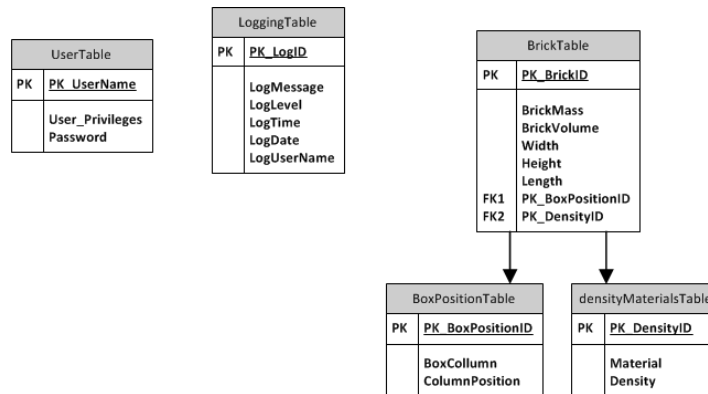 UserTable
PK PK_UserName
User_Privileges
Password
LoggingTable
PK PK_LogID
LogMessage
LogLevel
LogTime
LogDate
LogUserName
BrickTable
PK PK_BrickID
BrickMass
BrickVolume
Width
Height
Length
FK1 PK_BoxPositionID
FK2 PK_DensityID
BoxPositionTable
PK PK_BoxPositionID
BoxCollumn
ColumnPosition
densityMaterialsTable
PK PK_DensityID
Material
Density